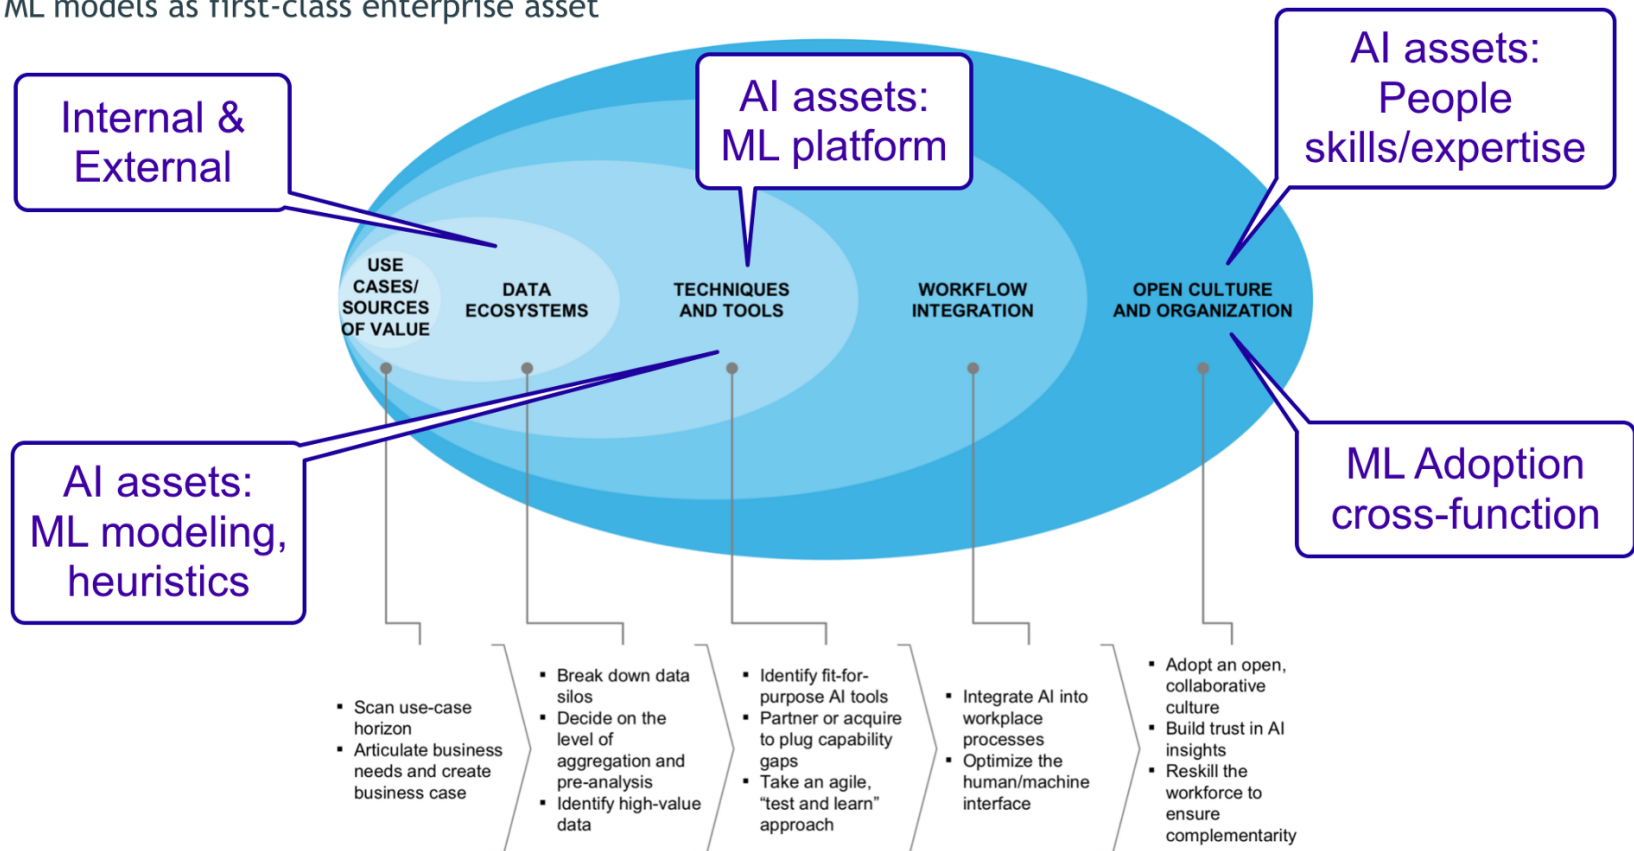 ML models as first-class enterprise asset
Internal &
External
AI assets:
ML platform
AI assets:
People
skills/expertise
USE
CASES/
SOURCES
OF VALUE
DATA
ECOSYSTEMS
TECHNIQUES
AND TOOLS
WORKFLOW
INTEGRATION
OPEN CULTURE
AND ORGANIZATION
AI assets:
ML modeling,
heuristics
ML Adoption
cross-function
▪ Scan use-case
horizon
▪ Articulate business
needs and create
business case
▪ Break down data
silos
▪ Decide on the
level of
aggregation and
pre-analysis
▪ Identify high-value
data
▪ Identify fit-for-
purpose AI tools
▪ Partner or acquire
to plug capability
gaps
▪ Take an agile,
“test and learn”
approach
▪ Integrate AI into
workplace
processes
▪ Optimize the
human/machine
interface
▪ Adopt an open,
collaborative
culture
▪ Build trust in AI
insights
▪ Reskill the
workforce to
ensure
complementarity